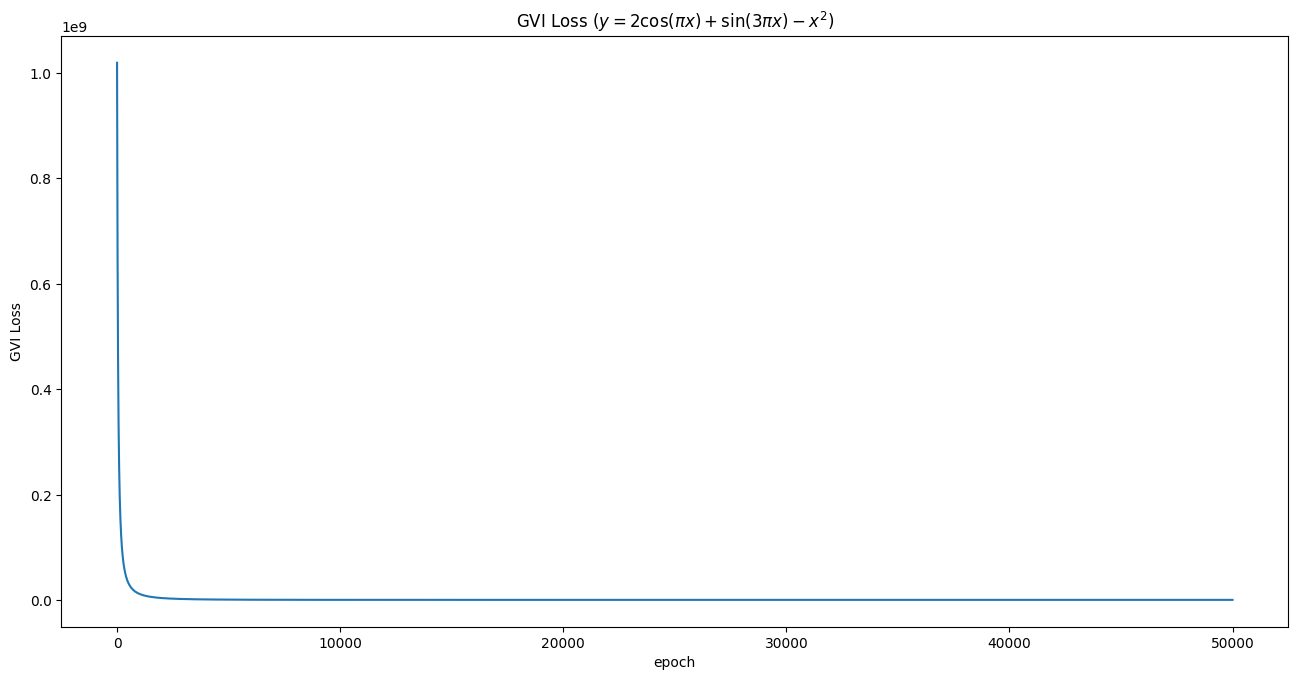 GVI Loss (y = 2cos(πx) + sin(3πx) − x²)
1e9
1.0
0.8
0.6
0.4
0.2
0.0
GVI Loss
0 10000 20000 30000 40000 50000
epoch